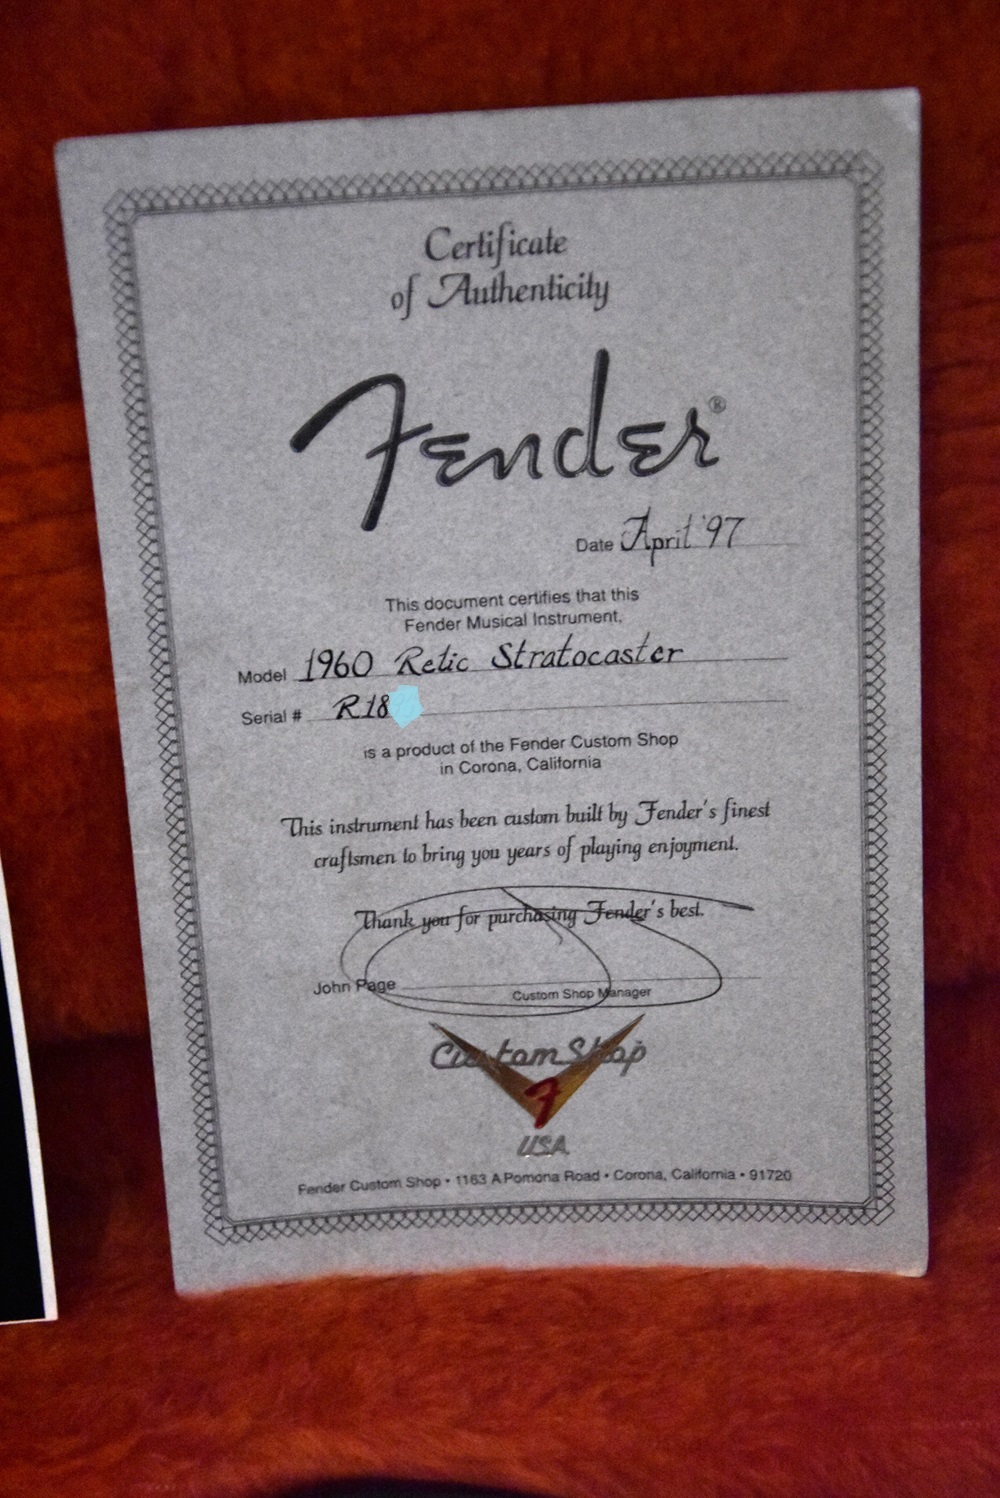 Certificate
of Authenticity
Fender®
Date April '97
This document certifies that this
Fender Musical Instrument,
Model 1960 Relic Stratocaster
Serial # R18
is a product of the Fender Custom Shop
in Corona, California
This instrument has been custom built by Fender's finest
craftsmen to bring you years of playing enjoyment.
Thank you for purchasing Fender's best.
John Page
Custom Shop Manager
Custom Shop
F
USA
Fender Custom Shop • 1163 A Pomona Road • Corona, California • 91720